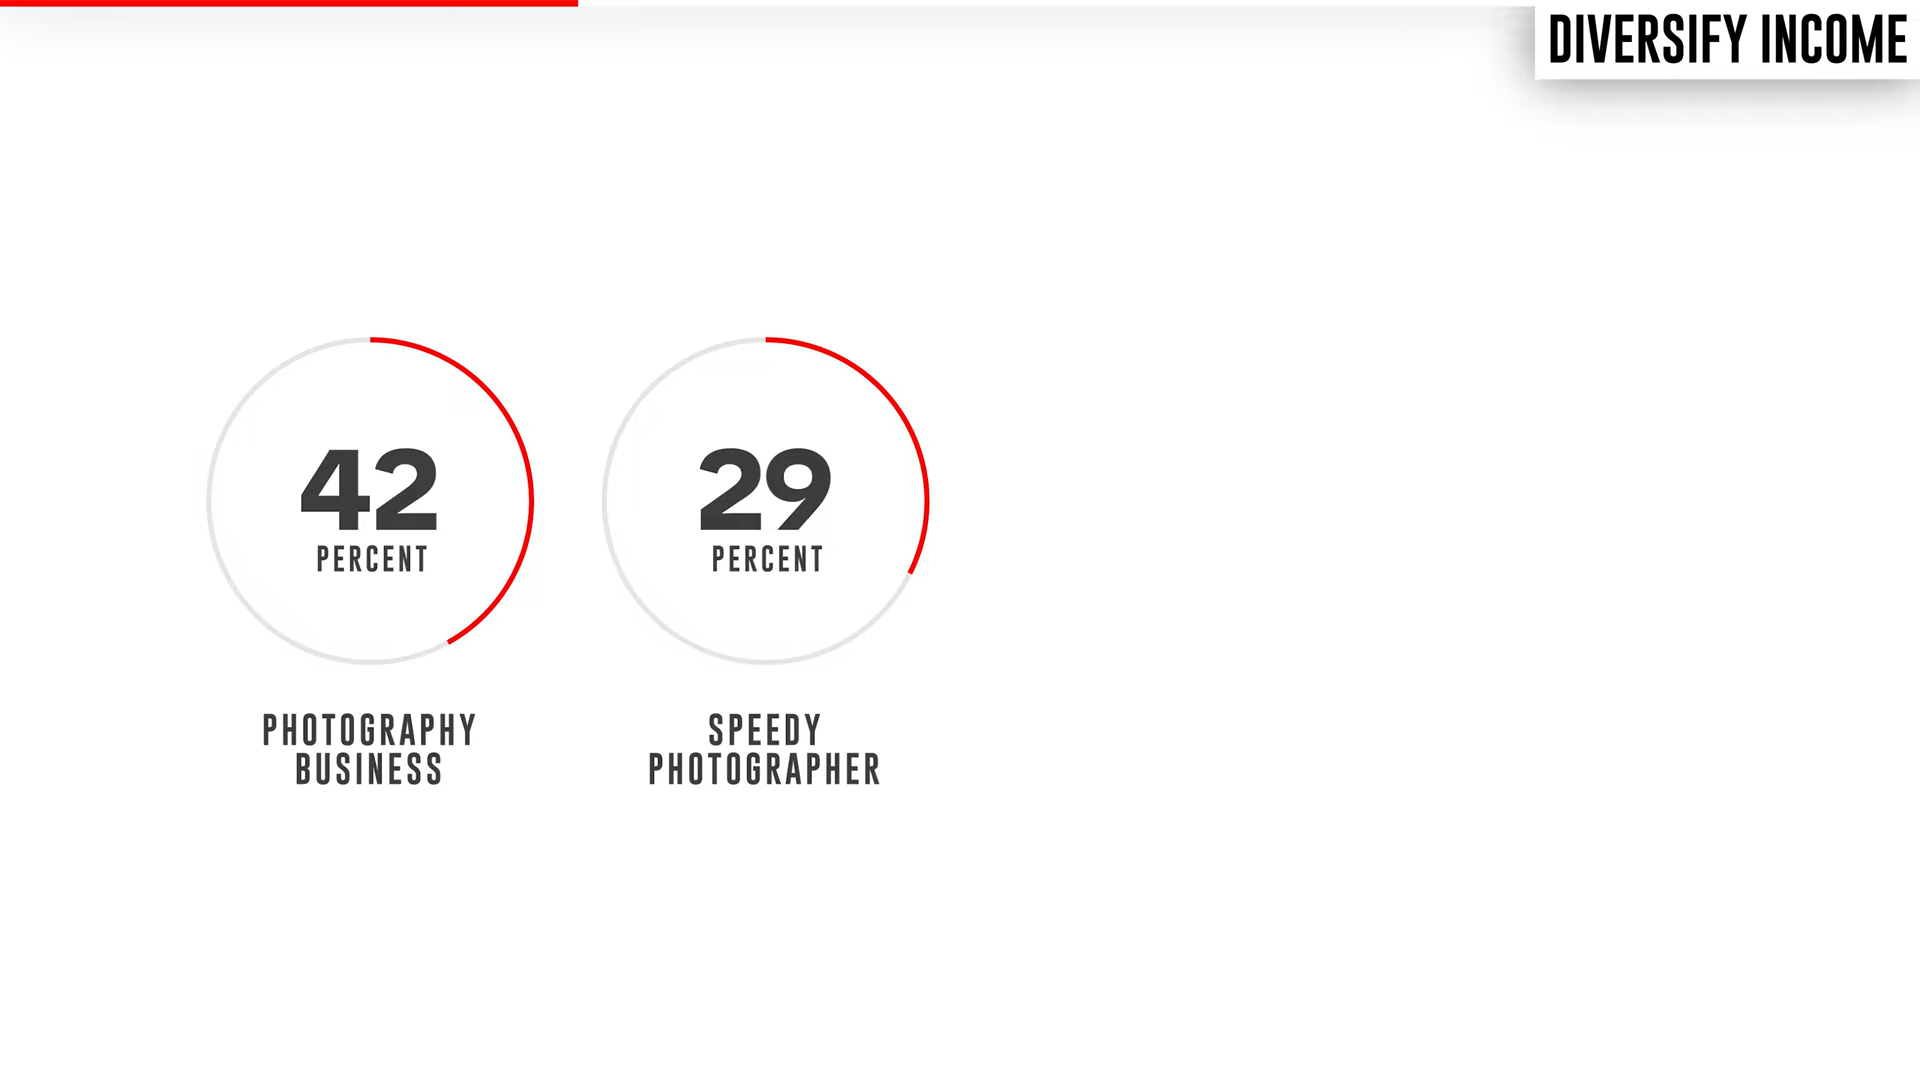 DIVERSIFY INCOME
42
PERCENT
PHOTOGRAPHY
BUSINESS
29
PERCENT
SPEEDY
PHOTOGRAPHER